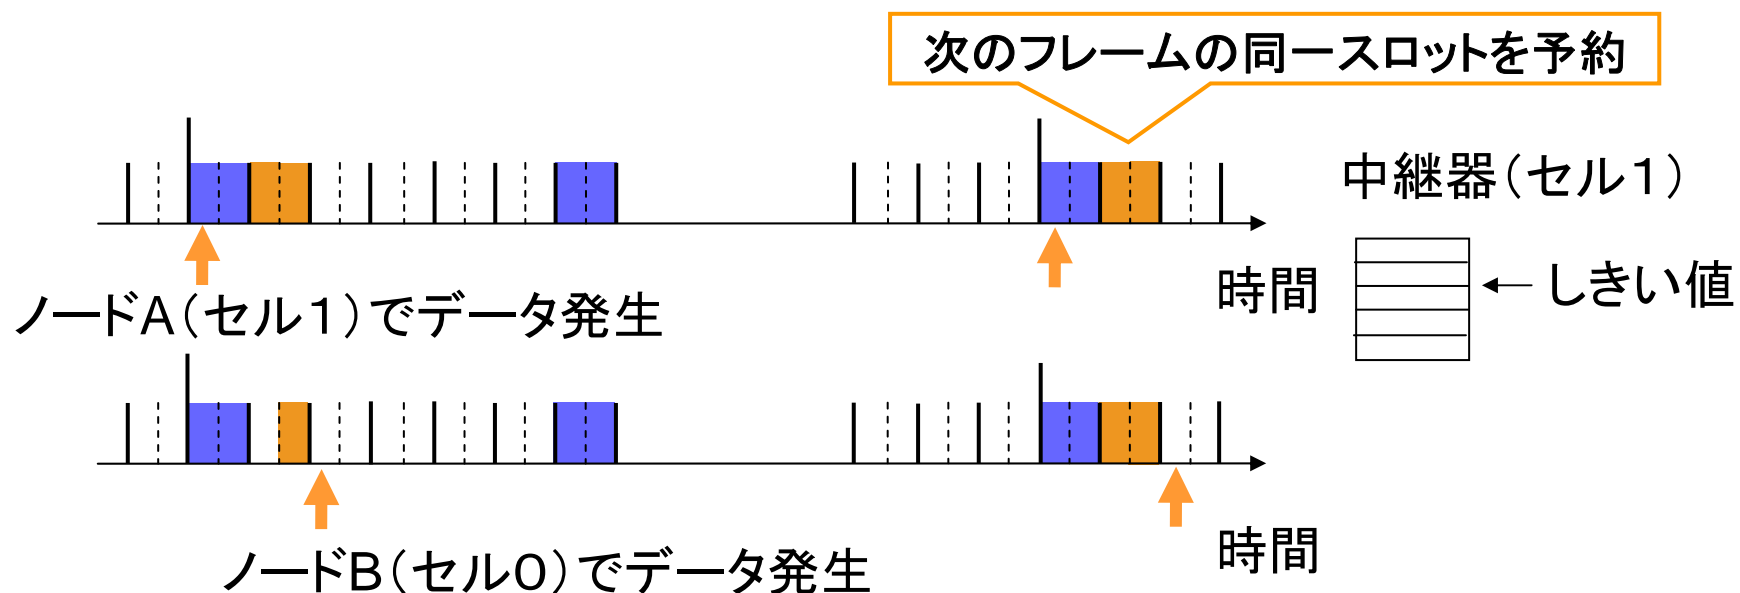 次のフレームの同一スロットを予約
中継器（セル１）
時間
しきい値
ノードA（セル１）でデータ発生
時間
ノードB（セル０）でデータ発生